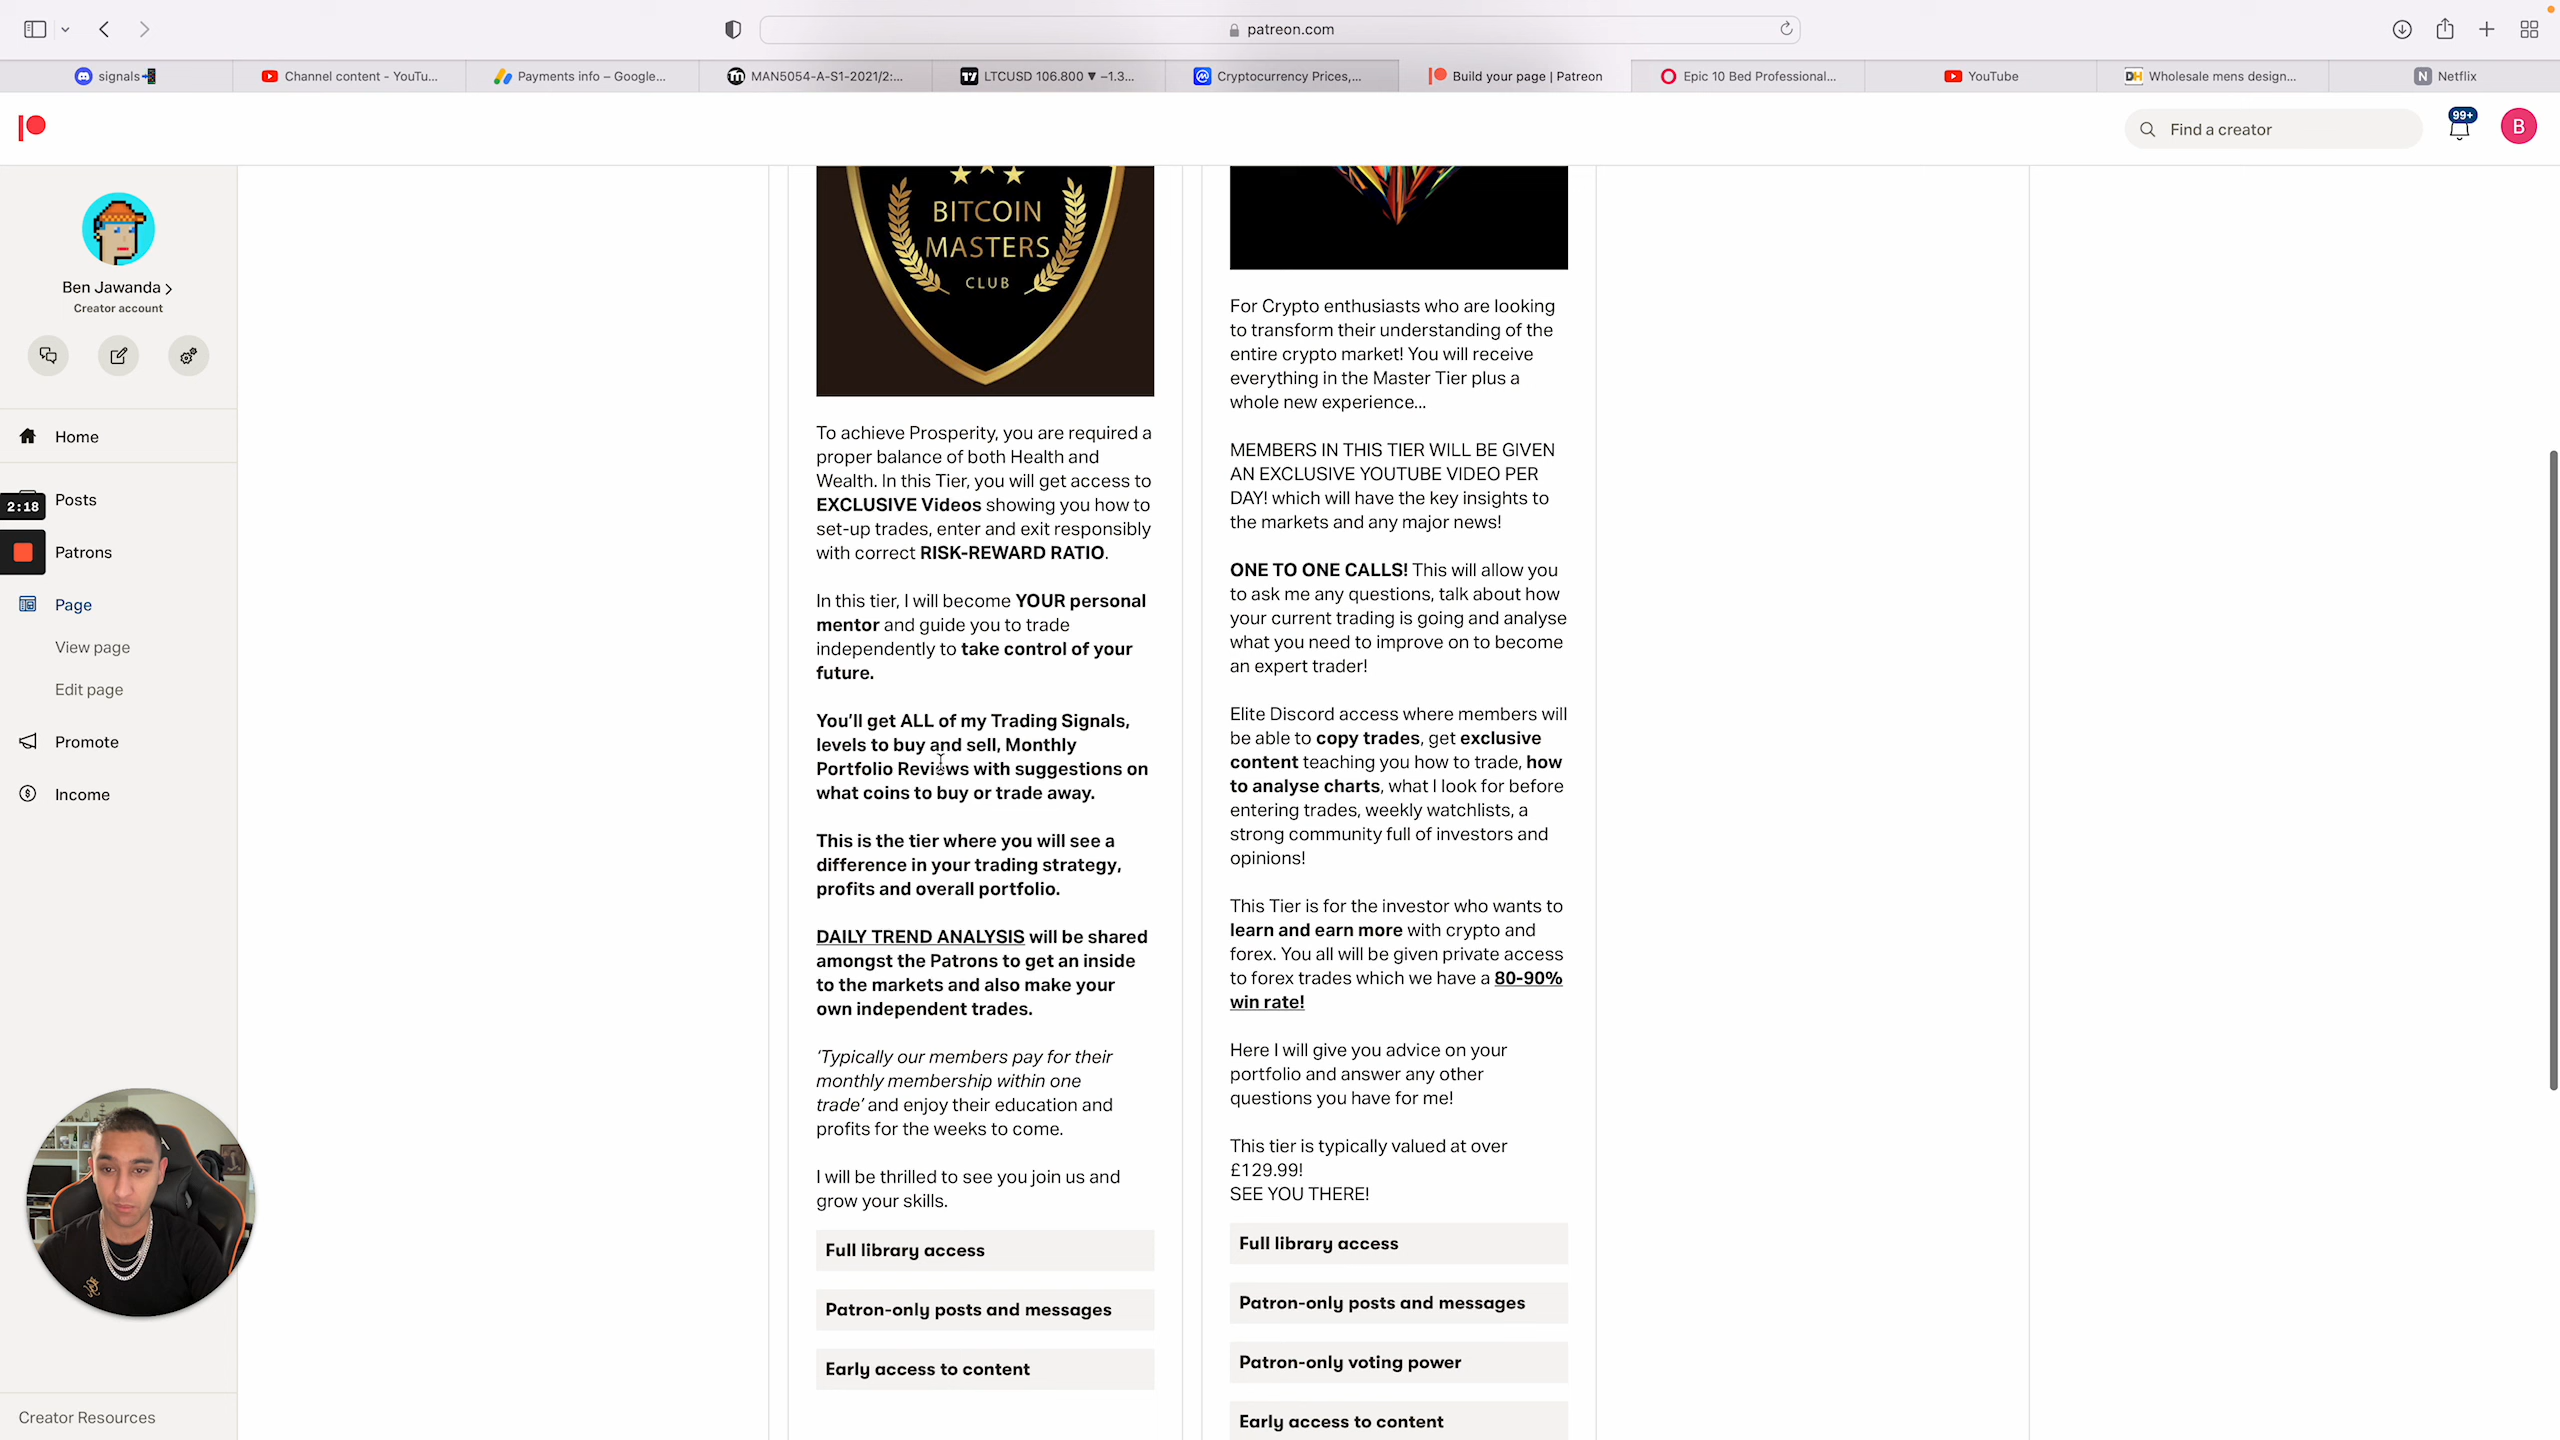 patreon.com
signals
Channel content - YouTu...
Payments info – Google...
MAN5054-A-S1-2021/2:...
LTCUSD 106.800 ▼ −1.3...
Cryptocurrency Prices,...
Build your page | Patreon
Epic 10 Bed Professional...
YouTube
DH Wholesale mens design...
N Netflix
Find a creator
99+
B
Ben Jawanda
Creator account
Home
2:18
Posts
Patrons
Page
View page
Edit page
Promote
Income
Creator Resources
BITCOIN
MASTERS
CLUB
To achieve Prosperity, you are required a
proper balance of both Health and
Wealth. In this Tier, you will get access to
EXCLUSIVE Videos showing you how to
set-up trades, enter and exit responsibly
with correct RISK-REWARD RATIO.
In this tier, I will become YOUR personal
mentor and guide you to trade
independently to take control of your
future.
You'll get ALL of my Trading Signals,
levels to buy and sell, Monthly
Portfolio Reviews with suggestions on
what coins to buy or trade away.
This is the tier where you will see a
difference in your trading strategy,
profits and overall portfolio.
DAILY TREND ANALYSIS will be shared
amongst the Patrons to get an inside
to the markets and also make your
own independent trades.
'Typically our members pay for their
monthly membership within one
trade' and enjoy their education and
profits for the weeks to come.
I will be thrilled to see you join us and
grow your skills.
Full library access
Patron-only posts and messages
Early access to content
For Crypto enthusiasts who are looking
to transform their understanding of the
entire crypto market! You will receive
everything in the Master Tier plus a
whole new experience...
MEMBERS IN THIS TIER WILL BE GIVEN
AN EXCLUSIVE YOUTUBE VIDEO PER
DAY! which will have the key insights to
the markets and any major news!
ONE TO ONE CALLS! This will allow you
to ask me any questions, talk about how
your current trading is going and analyse
what you need to improve on to become
an expert trader!
Elite Discord access where members will
be able to copy trades, get exclusive
content teaching you how to trade, how
to analyse charts, what I look for before
entering trades, weekly watchlists, a
strong community full of investors and
opinions!
This Tier is for the investor who wants to
learn and earn more with crypto and
forex. You all will be given private access
to forex trades which we have a 80-90%
win rate!
Here I will give you advice on your
portfolio and answer any other
questions you have for me!
This tier is typically valued at over
£129.99!
SEE YOU THERE!
Full library access
Patron-only posts and messages
Patron-only voting power
Early access to content